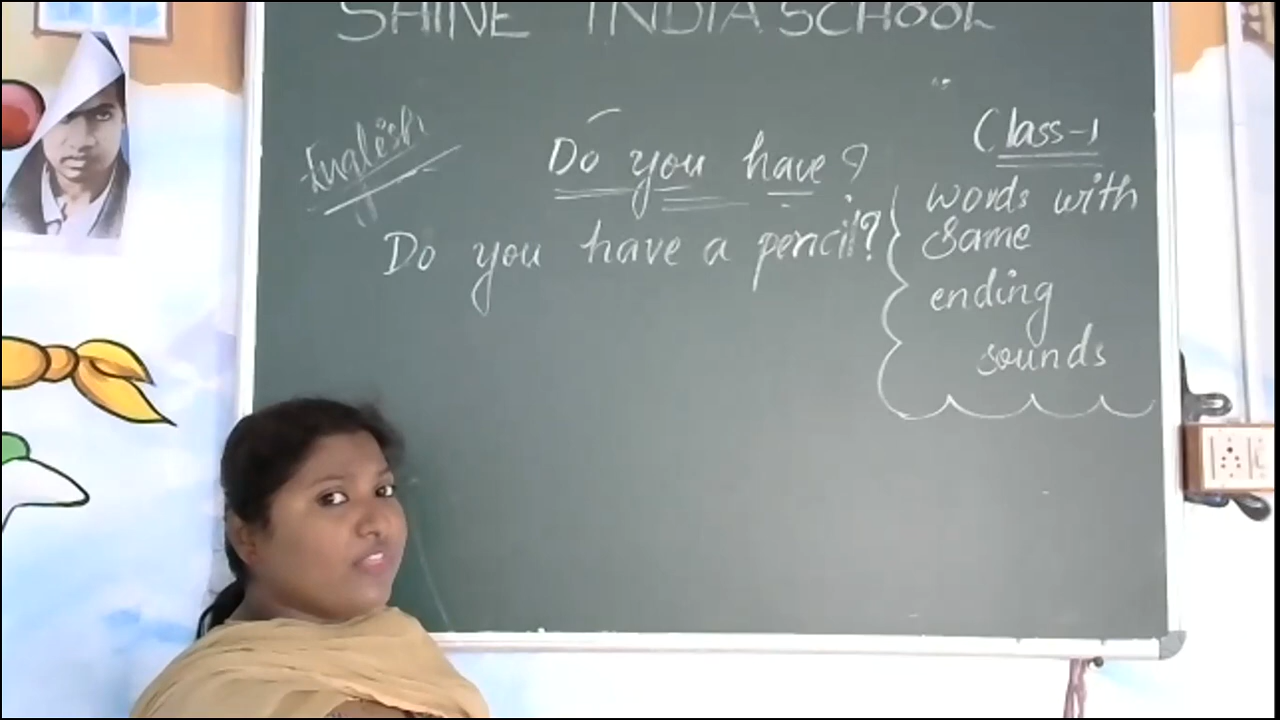 SHINE INDIA SCHOOL
English
Do you have?
Do you have a pencil?
Class-1
words with
same
ending
sounds